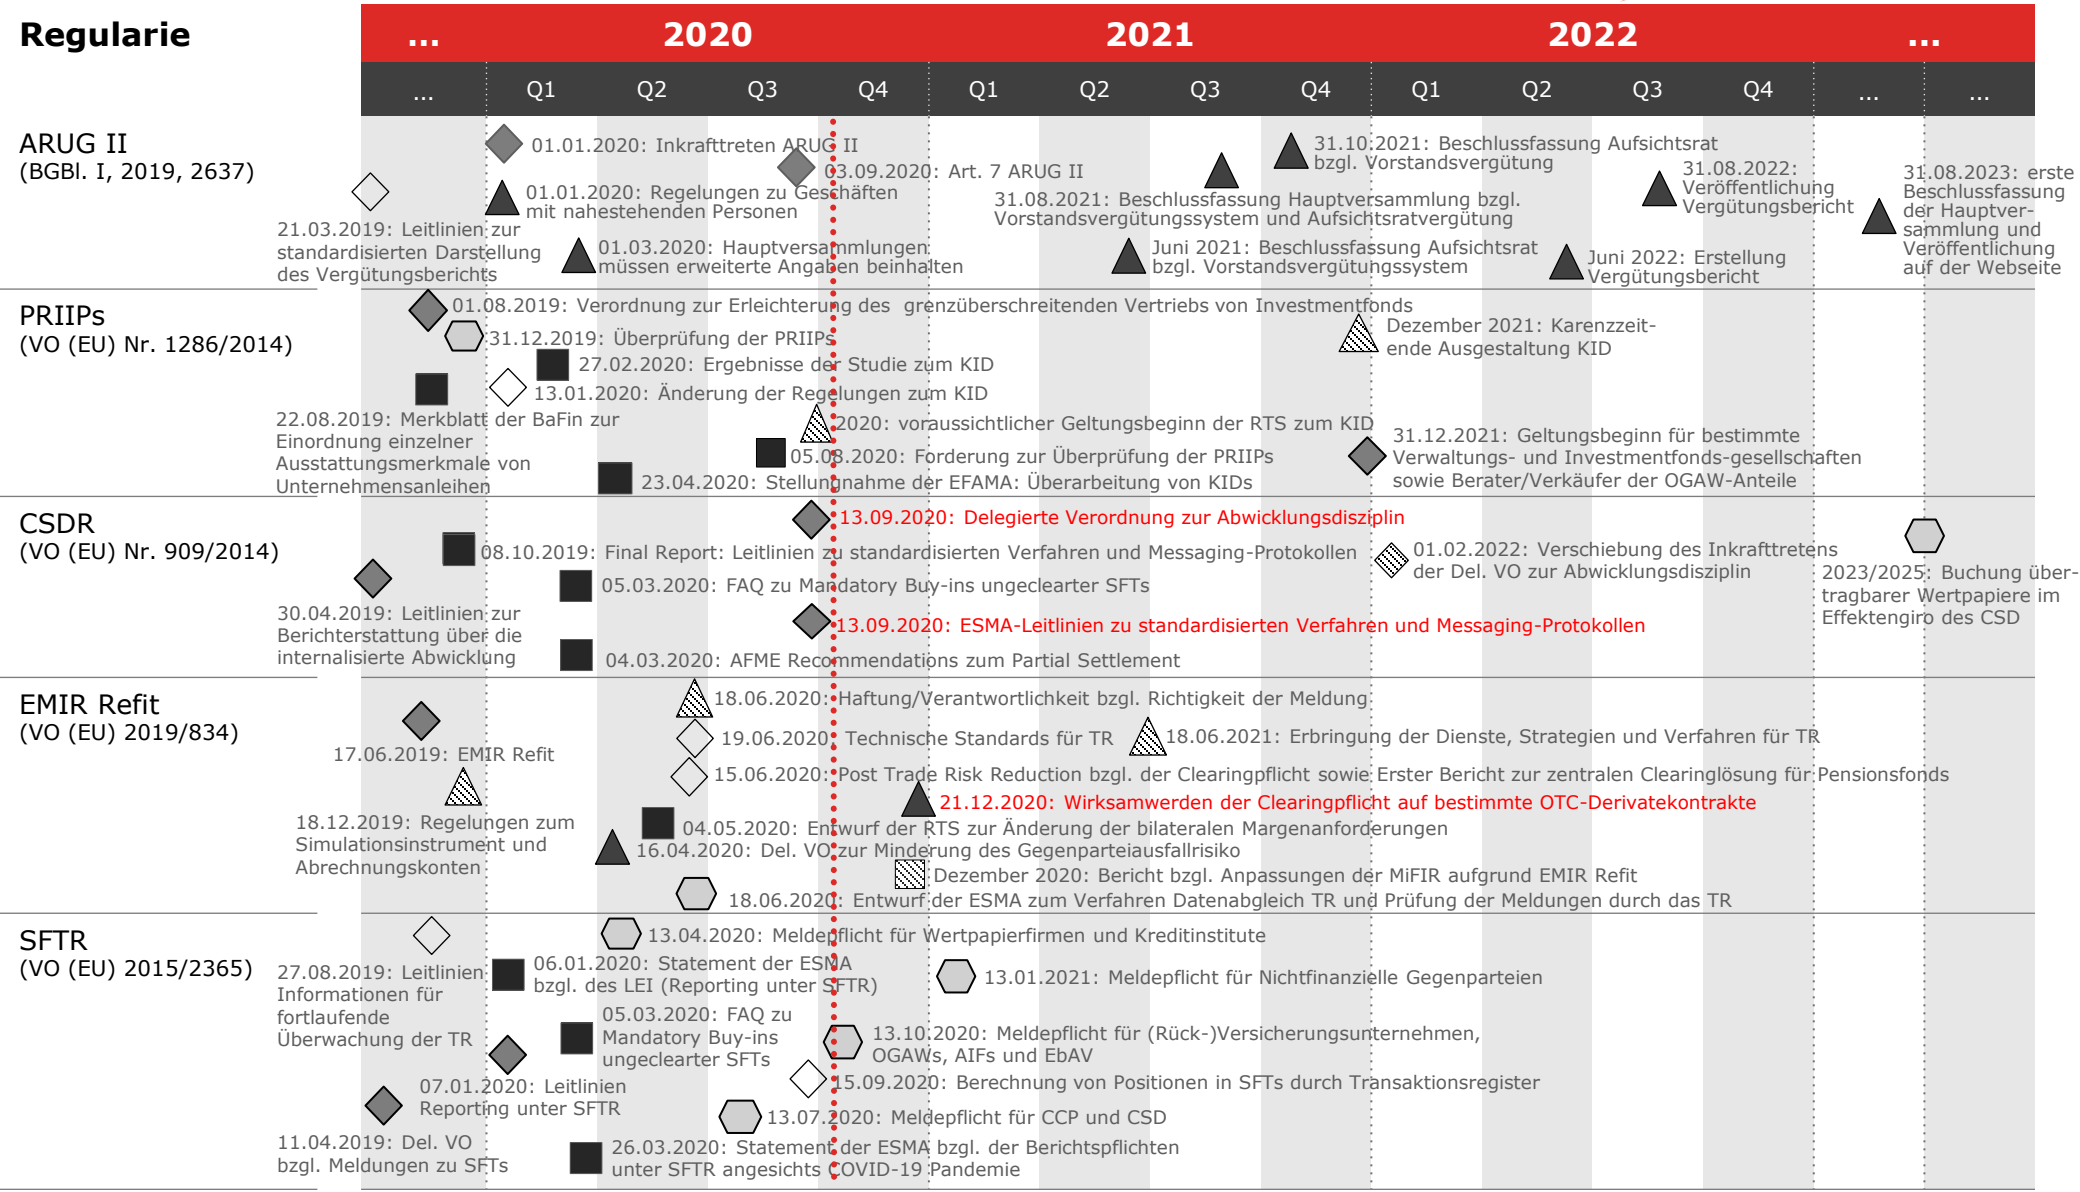 Regularie
... 2020 2021 2022 ...
... Q1 Q2 Q3 Q4 Q1 Q2 Q3 Q4 Q1 Q2 Q3 Q4 ... ...
ARUG II
(BGBl. I, 2019, 2637)
21.03.2019: Leitlinien zur
standardisierten Darstellung
des Vergütungsberichts
01.01.2020: Inkrafttreten ARUG II
03.09.2020: Art. 7 ARUG II
01.01.2020: Regelungen zu Geschäften
mit nahestehenden Personen
01.03.2020: Hauptversammlungen
müssen erweiterte Angaben beinhalten
31.10.2021: Beschlussfassung Aufsichtsrat
bzgl. Vorstandsvergütung
31.08.2021: Beschlussfassung Hauptversammlung bzgl.
Vorstandsvergütungssystem und Aufsichtsratvergütung
Juni 2021: Beschlussfassung Aufsichtsrat
bzgl. Vorstandsvergütungssystem
31.08.2022:
Veröffentlichung
Vergütungsbericht
Juni 2022: Erstellung
Vergütungsbericht
31.08.2023: erste
Beschlussfassung
der Hauptver-
sammlung und
Veröffentlichung
auf der Webseite
PRIIPs
(VO (EU) Nr. 1286/2014)
01.08.2019: Verordnung zur Erleichterung des grenzüberschreitenden Vertriebs von Investmentfonds
31.12.2019: Überprüfung der PRIIPs
27.02.2020: Ergebnisse der Studie zum KID
13.01.2020: Änderung der Regelungen zum KID
22.08.2019: Merkblatt der BaFin zur
Einordnung einzelner
Ausstattungsmerkmale von
Unternehmensanleihen
2020: voraussichtlicher Geltungsbeginn der RTS zum KID
05.08.2020: Forderung zur Überprüfung der PRIIPs
23.04.2020: Stellungnahme der EFAMA: Überarbeitung von KIDs
Dezember 2021: Karenzzeit-
ende Ausgestaltung KID
31.12.2021: Geltungsbeginn für bestimmte
Verwaltungs- und Investmentfonds-gesellschaften
sowie Berater/Verkäufer der OGAW-Anteile
CSDR
(VO (EU) Nr. 909/2014)
13.09.2020: Delegierte Verordnung zur Abwicklungsdisziplin
08.10.2019: Final Report: Leitlinien zu standardisierten Verfahren und Messaging-Protokollen
05.03.2020: FAQ zu Mandatory Buy-ins ungeclearter SFTs
30.04.2019: Leitlinien zur
Berichterstattung über die
internalisierte Abwicklung
13.09.2020: ESMA-Leitlinien zu standardisierten Verfahren und Messaging-Protokollen
04.03.2020: AFME Recommendations zum Partial Settlement
01.02.2022: Verschiebung des Inkrafttretens
der Del. VO zur Abwicklungsdisziplin
2023/2025: Buchung über-
tragbarer Wertpapiere im
Effektengiro des CSD
EMIR Refit
(VO (EU) 2019/834)
17.06.2019: EMIR Refit
18.12.2019: Regelungen zum
Simulationsinstrument und
Abrechnungskonten
18.06.2020: Haftung/Verantwortlichkeit bzgl. Richtigkeit der Meldung
19.06.2020: Technische Standards für TR
18.06.2021: Erbringung der Dienste, Strategien und Verfahren für TR
15.06.2020: Post Trade Risk Reduction bzgl. der Clearingpflicht sowie Erster Bericht zur zentralen Clearinglösung für Pensionsfonds
21.12.2020: Wirksamwerden der Clearingpflicht auf bestimmte OTC-Derivatekontrakte
04.05.2020: Entwurf der RTS zur Änderung der bilateralen Margenanforderungen
16.04.2020: Del. VO zur Minderung des Gegenparteiausfallrisiko
Dezember 2020: Bericht bzgl. Anpassungen der MiFIR aufgrund EMIR Refit
18.06.2020: Entwurf der ESMA zum Verfahren Datenabgleich TR und Prüfung der Meldungen durch das TR
SFTR
(VO (EU) 2015/2365)
27.08.2019: Leitlinien
Informationen für
fortlaufende
Überwachung der TR
13.04.2020: Meldepflicht für Wertpapierfirmen und Kreditinstitute
06.01.2020: Statement der ESMA
bzgl. des LEI (Reporting unter SFTR)
13.01.2021: Meldepflicht für Nichtfinanzielle Gegenparteien
05.03.2020: FAQ zu
Mandatory Buy-ins
ungeclearter SFTs
13.10.2020: Meldepflicht für (Rück-)Versicherungsunternehmen,
OGAWs, AIFs und EbAV
07.01.2020: Leitlinien
Reporting unter SFTR
15.09.2020: Berechnung von Positionen in SFTs durch Transaktionsregister
13.07.2020: Meldepflicht für CCP und CSD
11.04.2019: Del. VO
bzgl. Meldungen zu SFTs
26.03.2020: Statement der ESMA bzgl. der Berichtspflichten
unter SFTR angesichts COVID-19 Pandemie